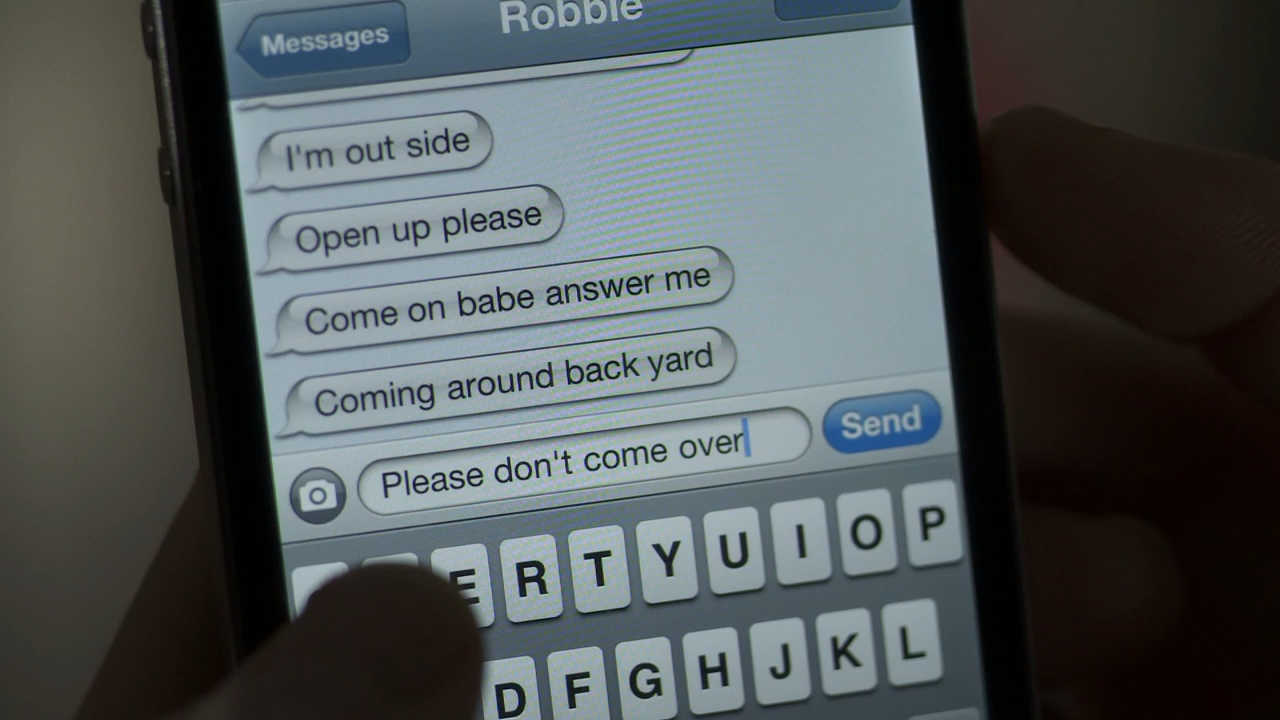 Messages
Robbie
I'm out side
Open up please
Come on babe answer me
Coming around back yard
Please don't come over
Send
E R T Y U I O P
D F G H J K L